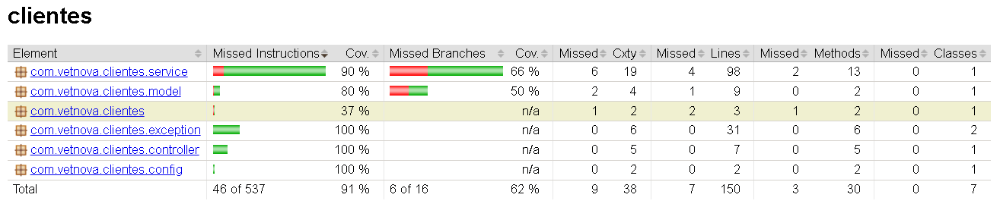 clientes
Element Missed Instructions Cov. Missed Branches Cov. Missed Cxty Missed Lines Missed Methods Missed Classes
com.vetnova.clientes.service 90 % 66 % 6 19 4 98 2 13 0 1
com.vetnova.clientes.model 80 % 50 % 2 4 1 9 0 2 0 1
com.vetnova.clientes 37 % n/a 1 2 2 3 1 2 0 1
com.vetnova.clientes.exception 100 % n/a 0 6 0 31 0 6 0 2
com.vetnova.clientes.controller 100 % n/a 0 5 0 7 0 5 0 1
com.vetnova.clientes.config 100 % n/a 0 2 0 2 0 2 0 1
Total 46 of 537 91 % 6 of 16 62 % 9 38 7 150 3 30 0 7